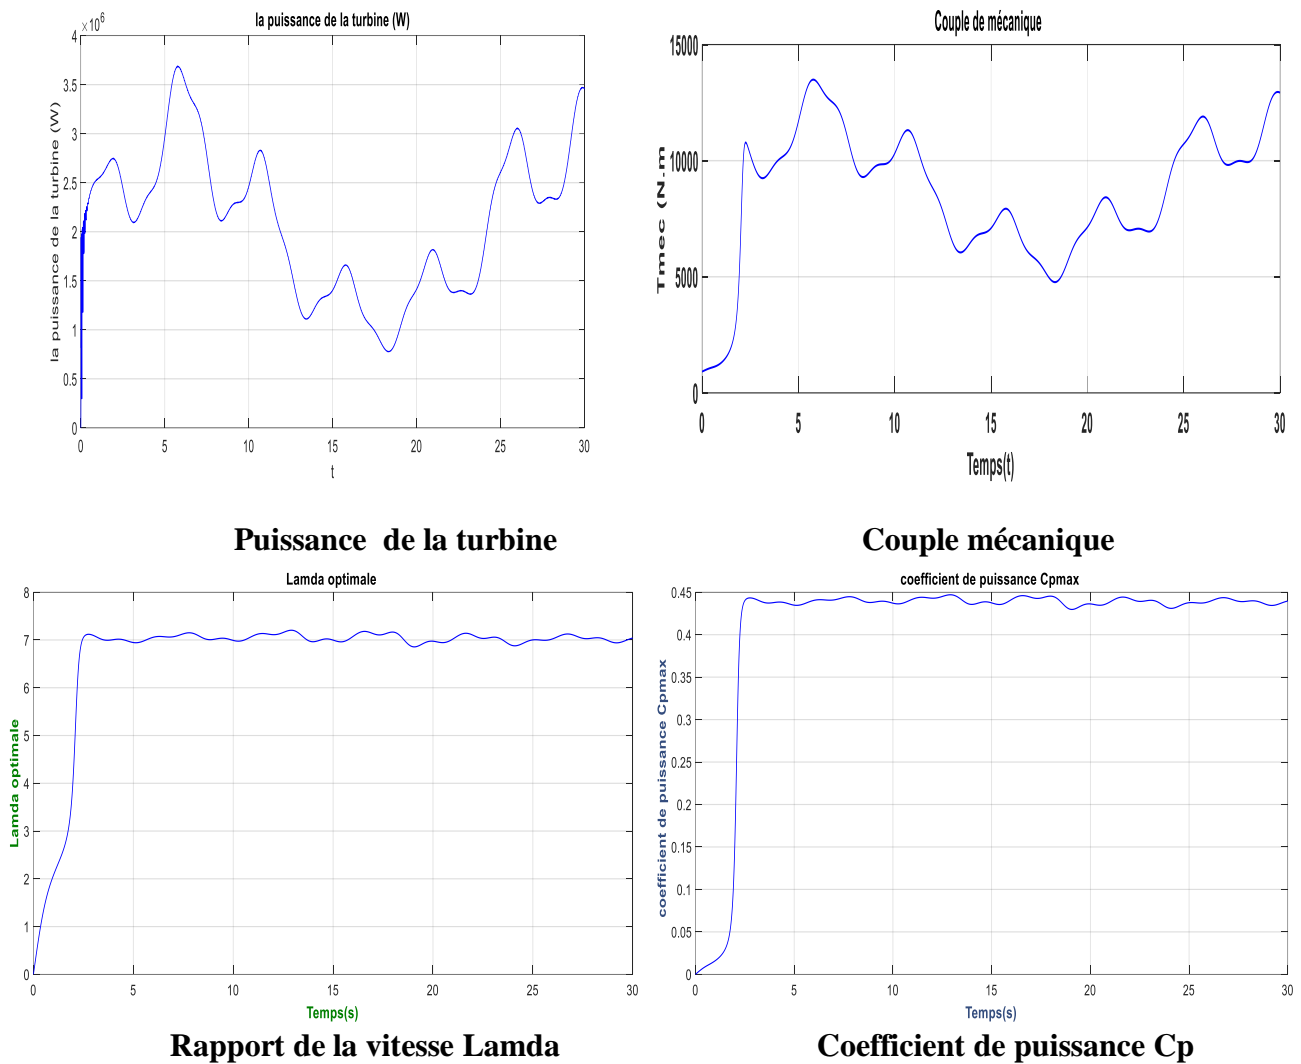 la puissance de la turbine (W)
×10^6
4
3.5
3
2.5
2
1.5
1
0.5
0
la puissance de la turbine (W)
0 5 10 15 20 25 30
t
Couple de mécanique
15000
10000
5000
0
Tmec (N.m
0 5 10 15 20 25 30
Temps(t)
Puissance de la turbine
Couple mécanique
Lamda optimale
8
7
6
5
4
3
2
1
0
Lamda optimale
0 5 10 15 20 25 30
Temps(s)
coefficient de puissance Cpmax
0.45
0.4
0.35
0.3
0.25
0.2
0.15
0.1
0.05
0
coefficient de puissance Cpmax
0 5 10 15 20 25 30
Temps(s)
Rapport de la vitesse Lamda
Coefficient de puissance Cp